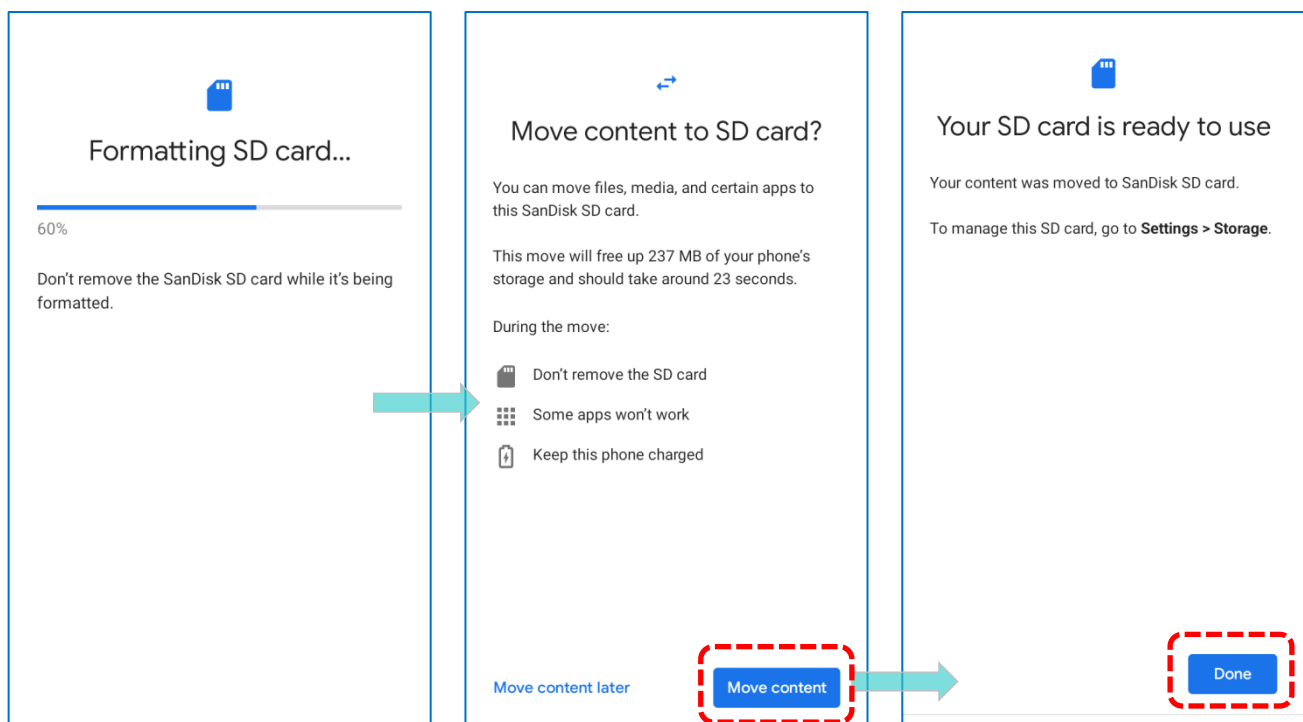 Formatting SD card...
60%
Don't remove the SanDisk SD card while it's being
formatted.
Move content to SD card?
You can move files, media, and certain apps to
this SanDisk SD card.
This move will free up 237 MB of your phone's
storage and should take around 23 seconds.
During the move:
Don't remove the SD card
Some apps won't work
Keep this phone charged
Move content later
Move content
Your SD card is ready to use
Your content was moved to SanDisk SD card.
To manage this SD card, go to Settings > Storage.
Done